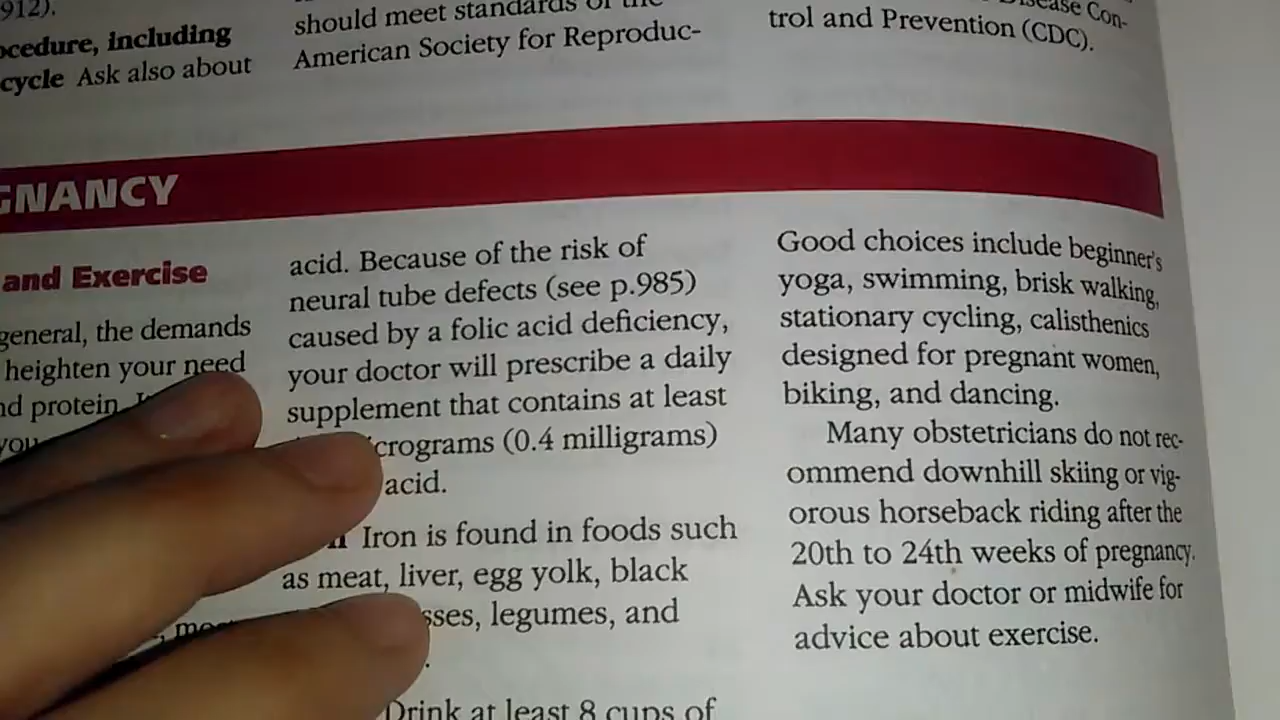 912).
ocedure, including
cycle Ask also about
should meet standards of the
American Society for Reproduc-
Disease Con-
trol and Prevention (CDC).
GNANCY
and Exercise
general, the demands
heighten your need
nd protein.
you
acid. Because of the risk of
neural tube defects (see p.985)
caused by a folic acid deficiency,
your doctor will prescribe a daily
supplement that contains at least
crograms (0.4 milligrams)
acid.
Iron is found in foods such
as meat, liver, egg yolk, black
sses, legumes, and
Drink at least 8 cups of
Good choices include beginner's
yoga, swimming, brisk walking,
stationary cycling, calisthenics
designed for pregnant women,
biking, and dancing.
Many obstetricians do not rec-
ommend downhill skiing or vig-
orous horseback riding after the
20th to 24th weeks of pregnancy.
Ask your doctor or midwife for
advice about exercise.